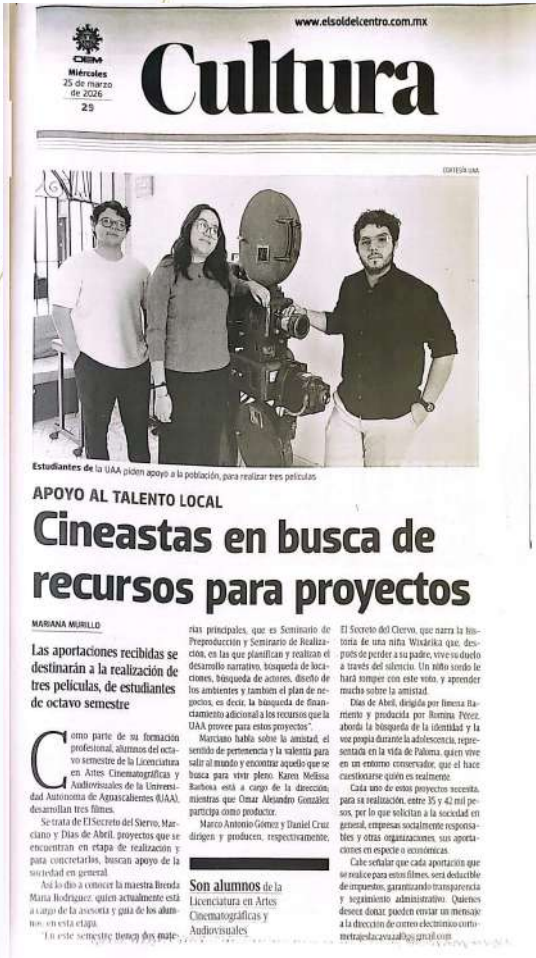 www.elsoldelcentro.com.mx
OEM
Miércoles
25 de marzo
de 2026
29
Cultura
CORTESÍA UAA
Estudiantes de la UAA piden apoyo a la población, para realizar tres películas
APOYO AL TALENTO LOCAL
Cineastas en busca de
recursos para proyectos
MARIANA MURILLO
Las aportaciones recibidas se
destinarán a la realización de
tres películas, de estudiantes
de octavo semestre
Como parte de su formación
profesional, alumnos del octa-
vo semestre de la Licenciatura
en Artes Cinematográficas y
Audiovisuales de la Universi-
dad Autónoma de Aguascalientes (UAA),
desarrollan tres filmes.
Se trata de El Secreto del Siervo, Mar-
ciano y Días de Abril, proyectos que se
encuentran en etapa de realización y
para concretarlos, buscan apoyo de la
sociedad en general.
Así lo dio a conocer la maestra Brenda
María Rodríguez, quien actualmente está
a cargo de la asesoría y guía de los alum-
nos, en esta etapa.
"En este semestre tienen dos mate-
rias principales, que es Seminario de
Preproducción y Seminario de Realiza-
ción, en las que planifican y realizan el
desarrollo narrativo, búsqueda de loca-
ciones, búsqueda de actores, diseño de
los ambientes y también el plan de ne-
gocios, es decir, la búsqueda de finan-
ciamiento adicional a los recursos que la
UAA provee para estos proyectos".
Marciano habla sobre la amistad, el
sentido de pertenencia y la valentía para
salir al mundo y encontrar aquello que se
busca para vivir pleno. Karen Melissa
Barbosa está a cargo de la dirección;
mientras que Omar Alejandro González
participa como productor.
Marco Antonio Gómez y Daniel Cruz
dirigen y producen, respectivamente,
Son alumnos de la
Licenciatura en Artes
Cinematográficas y
Audiovisuales
El Secreto del Ciervo, que narra la his-
toria de una niña Wixárika que, des-
pués de perder a su padre, vive su duelo
a través del silencio. Un niño sordo le
hará romper con este voto, y aprender
mucho sobre la amistad.
Días de Abril, dirigida por Jimena Ra-
miento y producida por Romina Pérez,
aborda la búsqueda de la identidad y la
voz propia durante la adolescencia, repre-
sentada en la vida de Paloma, quien vive
en un entorno conservador, que el hace
cuestionarse quién es realmente.
Cada uno de estos proyectos necesita,
para su realización, entre 35 y 42 mil pe-
sos, por lo que solicitan a la sociedad en
general, empresas socialmente responsa-
bles y otras organizaciones, sus aporta-
ciones en especie o económicas.
Cabe señalar que cada aportación que
se realice para estos filmes, será deducible
de impuestos, garantizando transparencia
y seguimiento administrativo. Quienes
deseen donar, pueden enviar un mensaje
a la dirección de correo electrónico corto-